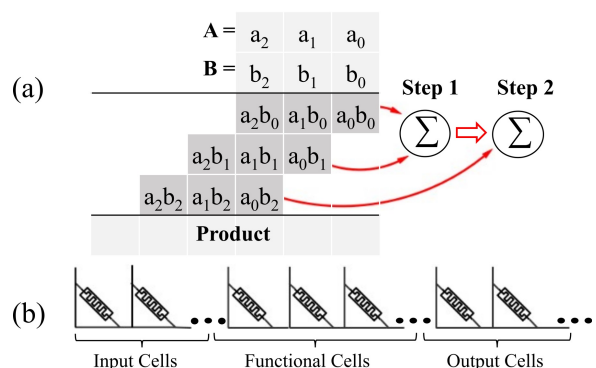 A = a₂ a₁ a₀
(a) B = b₂ b₁ b₀ Step 1 Step 2
a₂b₀ a₁b₀ a₀b₀ Σ Σ
a₂b₁ a₁b₁ a₀b₁
a₂b₂ a₁b₂ a₀b₂
Product
(b)
Input Cells Functional Cells Output Cells